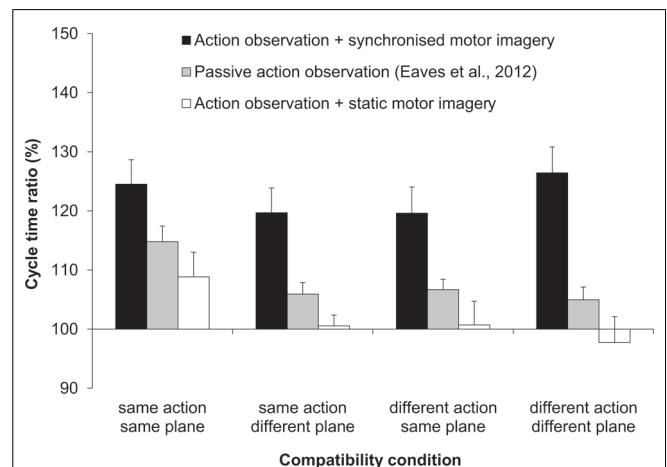 150
140
130
120
110
100
90
Cycle time ratio (%)
Action observation + synchronised motor imagery
Passive action observation (Eaves et al., 2012)
Action observation + static motor imagery
same action same plane
same action different plane
different action same plane
different action different plane
Compatibility condition